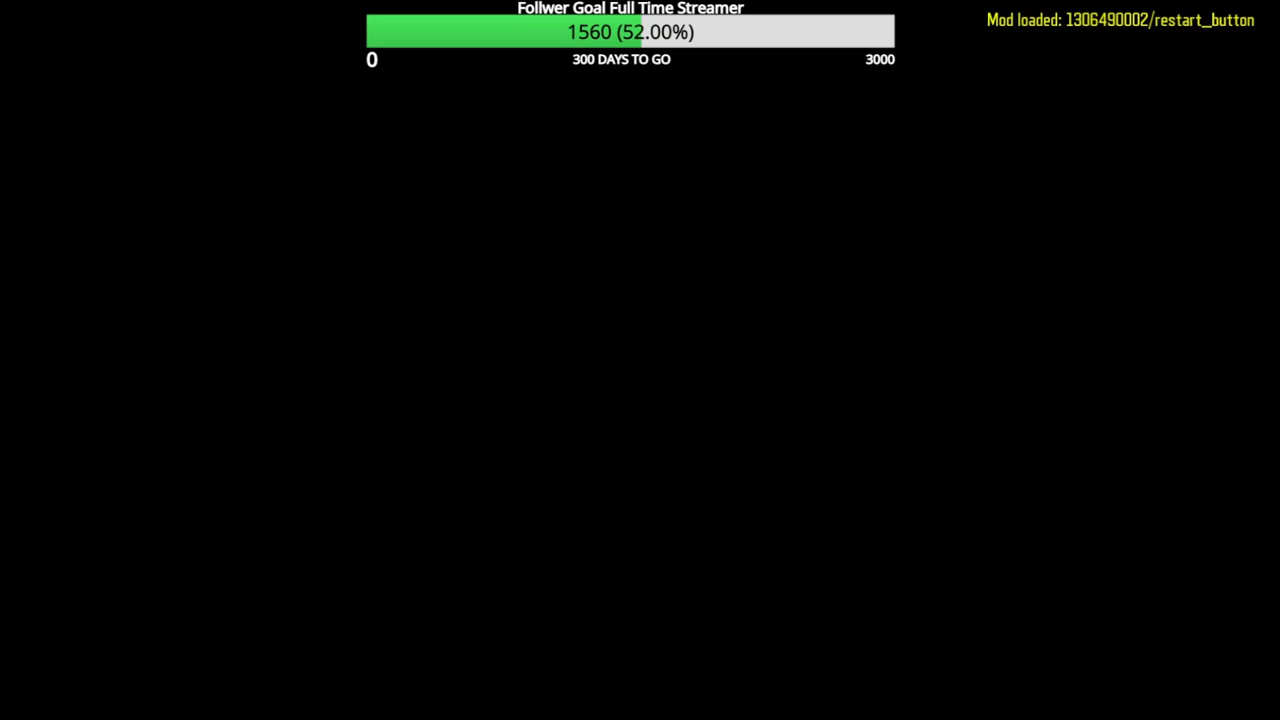 Follwer Goal Full Time Streamer
1560 (52.00%)
0 300 DAYS TO GO 3000
Mod loaded: 1306490002/restart_button